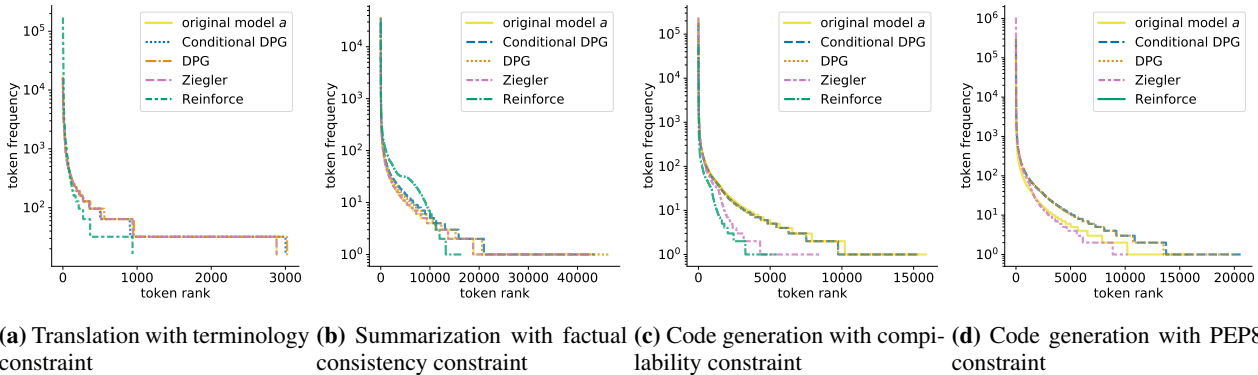 10^5
10^4
10^3
10^2
token frequency
0
1000
2000
3000
token rank
original model a
Conditional DPG
DPG
Ziegler
Reinforce
10^4
10^3
10^2
10^1
10^0
token frequency
0
10000
20000
30000
40000
token rank
original model a
Conditional DPG
DPG
Ziegler
Reinforce
10^5
10^4
10^3
10^2
10^1
10^0
token frequency
0
5000
10000
15000
token rank
original model a
Conditional DPG
DPG
Ziegler
Reinforce
10^6
10^5
10^4
10^3
10^2
10^1
10^0
token frequency
0
5000
10000
15000
20000
token rank
original model a
Conditional DPG
DPG
Ziegler
Reinforce
(a) Translation with terminology
constraint
(b) Summarization with factual
consistency constraint
(c) Code generation with compi-
lability constraint
(d) Code generation with PEP8
constraint